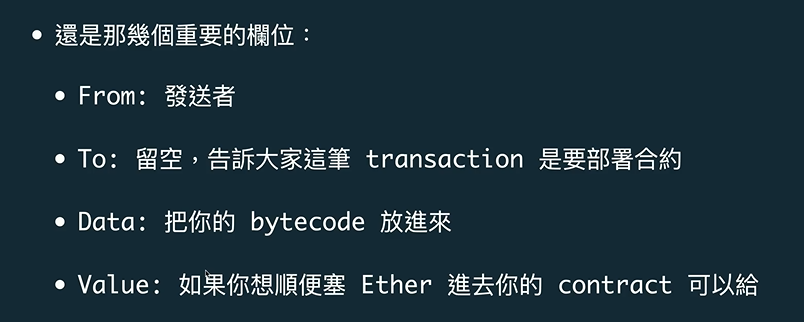 • 還是那幾個重要的欄位：
• From: 發送者
• To: 留空，告訴大家這筆 transaction 是要部署合約
• Data: 把你的 bytecode 放進來
• Value: 如果你想順便塞 Ether 進去你的 contract 可以給